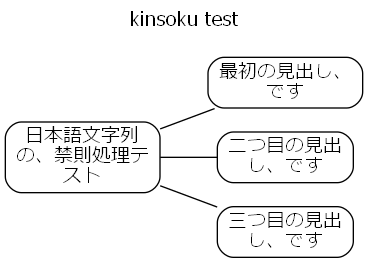 kinsoku test
最初の見出し、
です
日本語文字列
の、禁則処理テ
スト
二つ目の見出
し、です
三つ目の見出
し、です